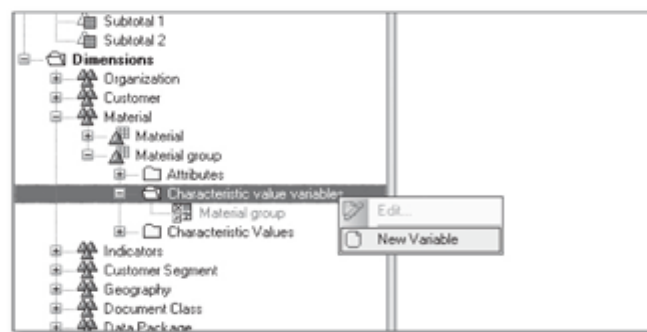 Subtotal 1
Subtotal 2
Dimensions
Organization
Customer
Material
Material
Material group
Attributes
Characteristic value variables
Edit...
Material group
New Variable
Characteristic Values
Indicators
Customer Segment
Geography
Document Class
Data Package